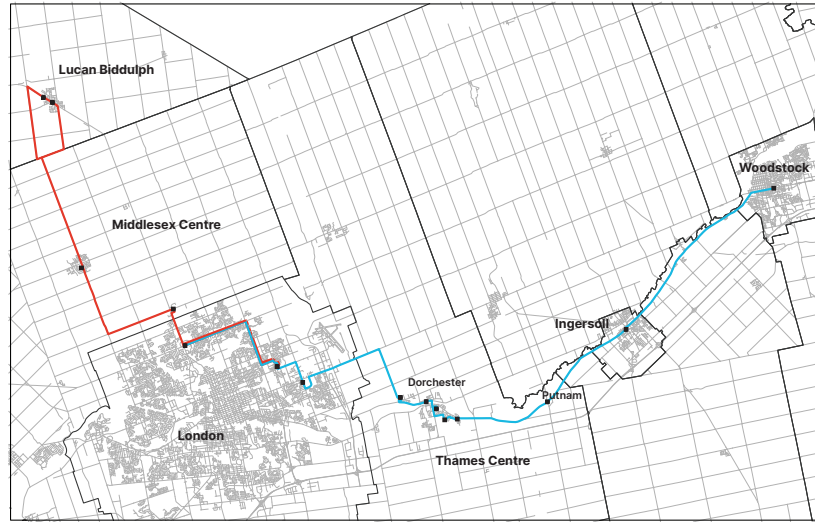 Lucan Biddulph
Woodstock
Middlesex Centre
Ingersoll
Dorchester
Putnam
London
Thames Centre